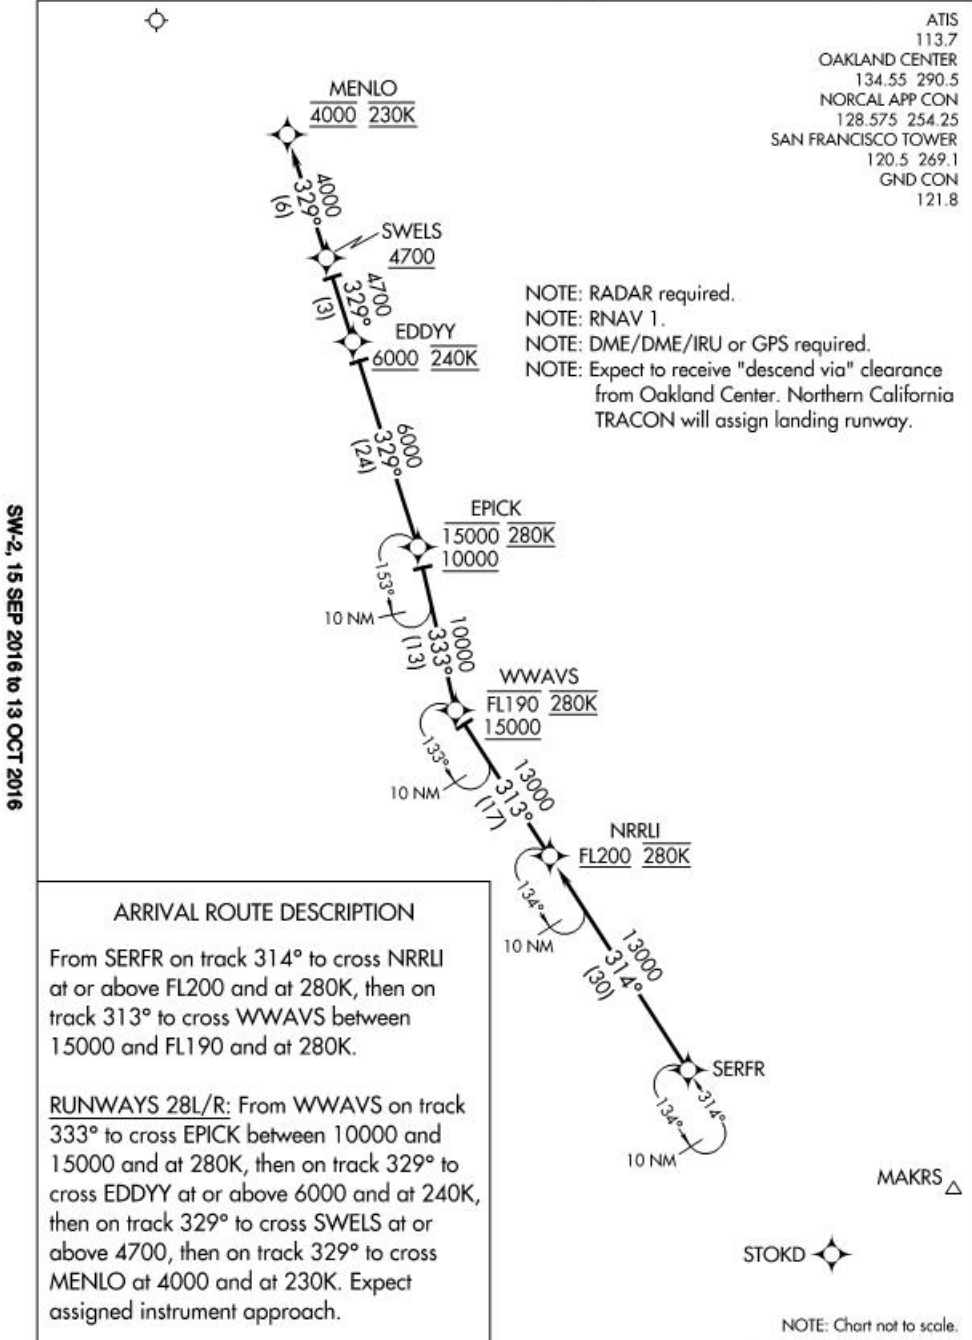 ATIS
113.7
OAKLAND CENTER
134.55 290.5
NORCAL APP CON
128.575 254.25
SAN FRANCISCO TOWER
120.5 269.1
GND CON
121.8
MENLO
4000 230K
4000
329°
(6)
SWELS
4700
4700
329°
(3)
EDDYY
6000 240K
NOTE: RADAR required.
NOTE: RNAV 1.
NOTE: DME/DME/IRU or GPS required.
NOTE: Expect to receive "descend via" clearance
from Oakland Center. Northern California
TRACON will assign landing runway.
6000
329°
(24)
EPICK
15000 280K
10000
153°
10 NM
10000
333°
(13)
WWAVS
FL190 280K
15000
133°
10 NM
13000
313°
(17)
NRRLI
FL200 280K
134°
10 NM
13000
314°
(30)
SERFR
134°
314°
10 NM
MAKRS
STOKD
NOTE: Chart not to scale.
SW-2, 15 SEP 2016 to 13 OCT 2016
ARRIVAL ROUTE DESCRIPTION
From SERFR on track 314° to cross NRRLI
at or above FL200 and at 280K, then on
track 313° to cross WWAVS between
15000 and FL190 and at 280K.
RUNWAYS 28L/R: From WWAVS on track
333° to cross EPICK between 10000 and
15000 and at 280K, then on track 329° to
cross EDDYY at or above 6000 and at 240K,
then on track 329° to cross SWELS at or
above 4700, then on track 329° to cross
MENLO at 4000 and at 230K. Expect
assigned instrument approach.